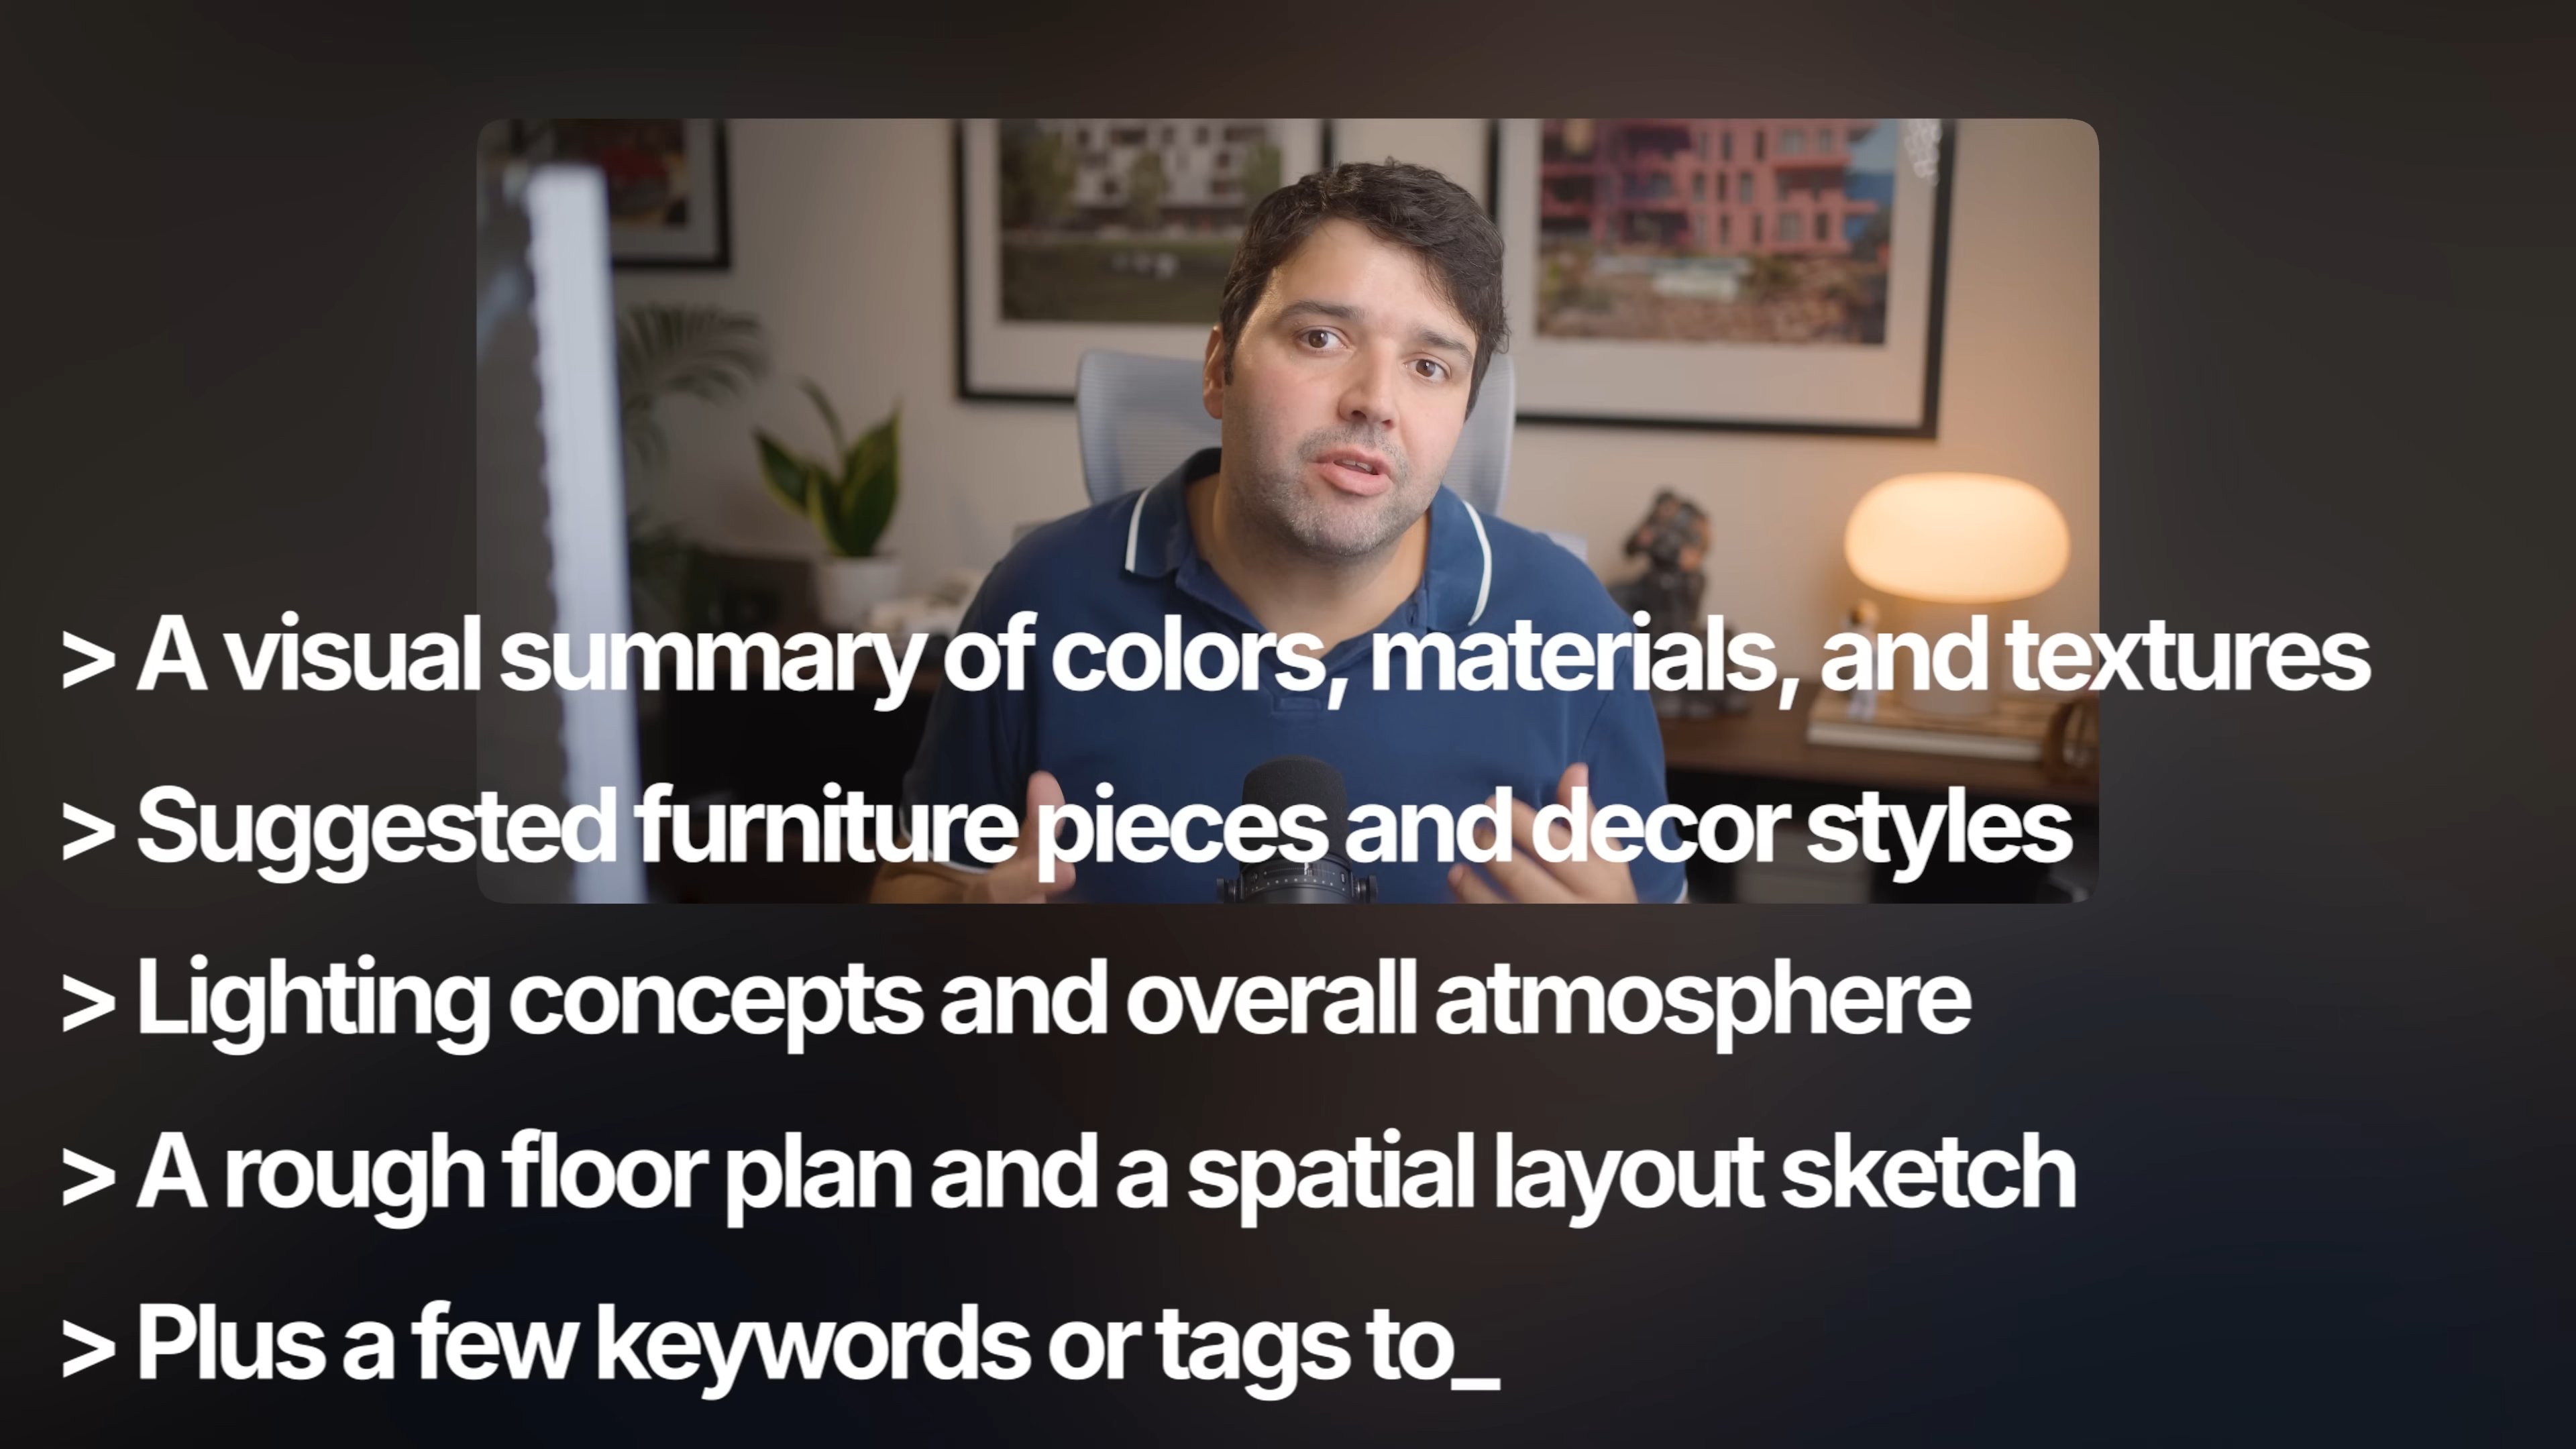 > A visual summary of colors, materials, and textures
> Suggested furniture pieces and decor styles
> Lighting concepts and overall atmosphere
> A rough floor plan and a spatial layout sketch
> Plus a few keywords or tags to_